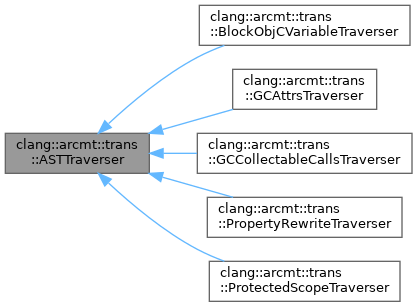 clang::arcmt::trans
::BlockObjCVariableTraverser
clang::arcmt::trans
::GCAttrsTraverser
clang::arcmt::trans
::ASTTraverser
clang::arcmt::trans
::GCCollectableCallsTraverser
clang::arcmt::trans
::PropertyRewriteTraverser
clang::arcmt::trans
::ProtectedScopeTraverser